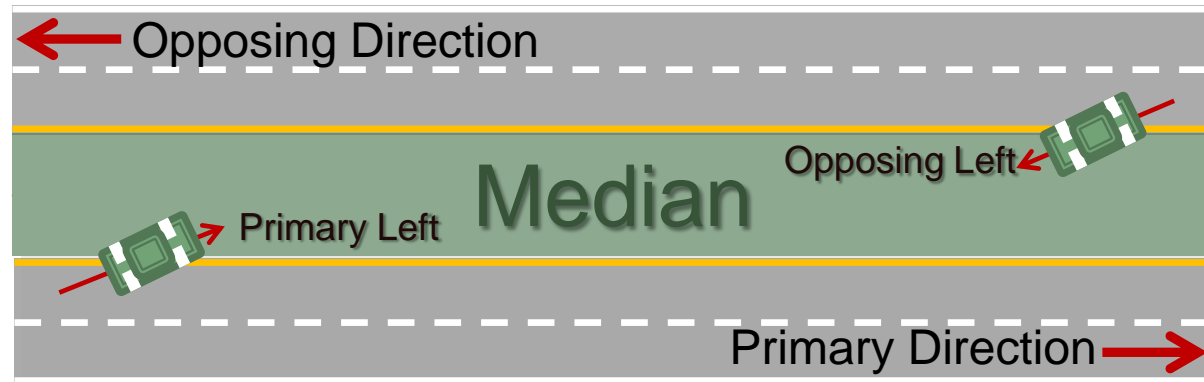 Opposing Direction
Opposing Left
Median
Primary Left
Primary Direction